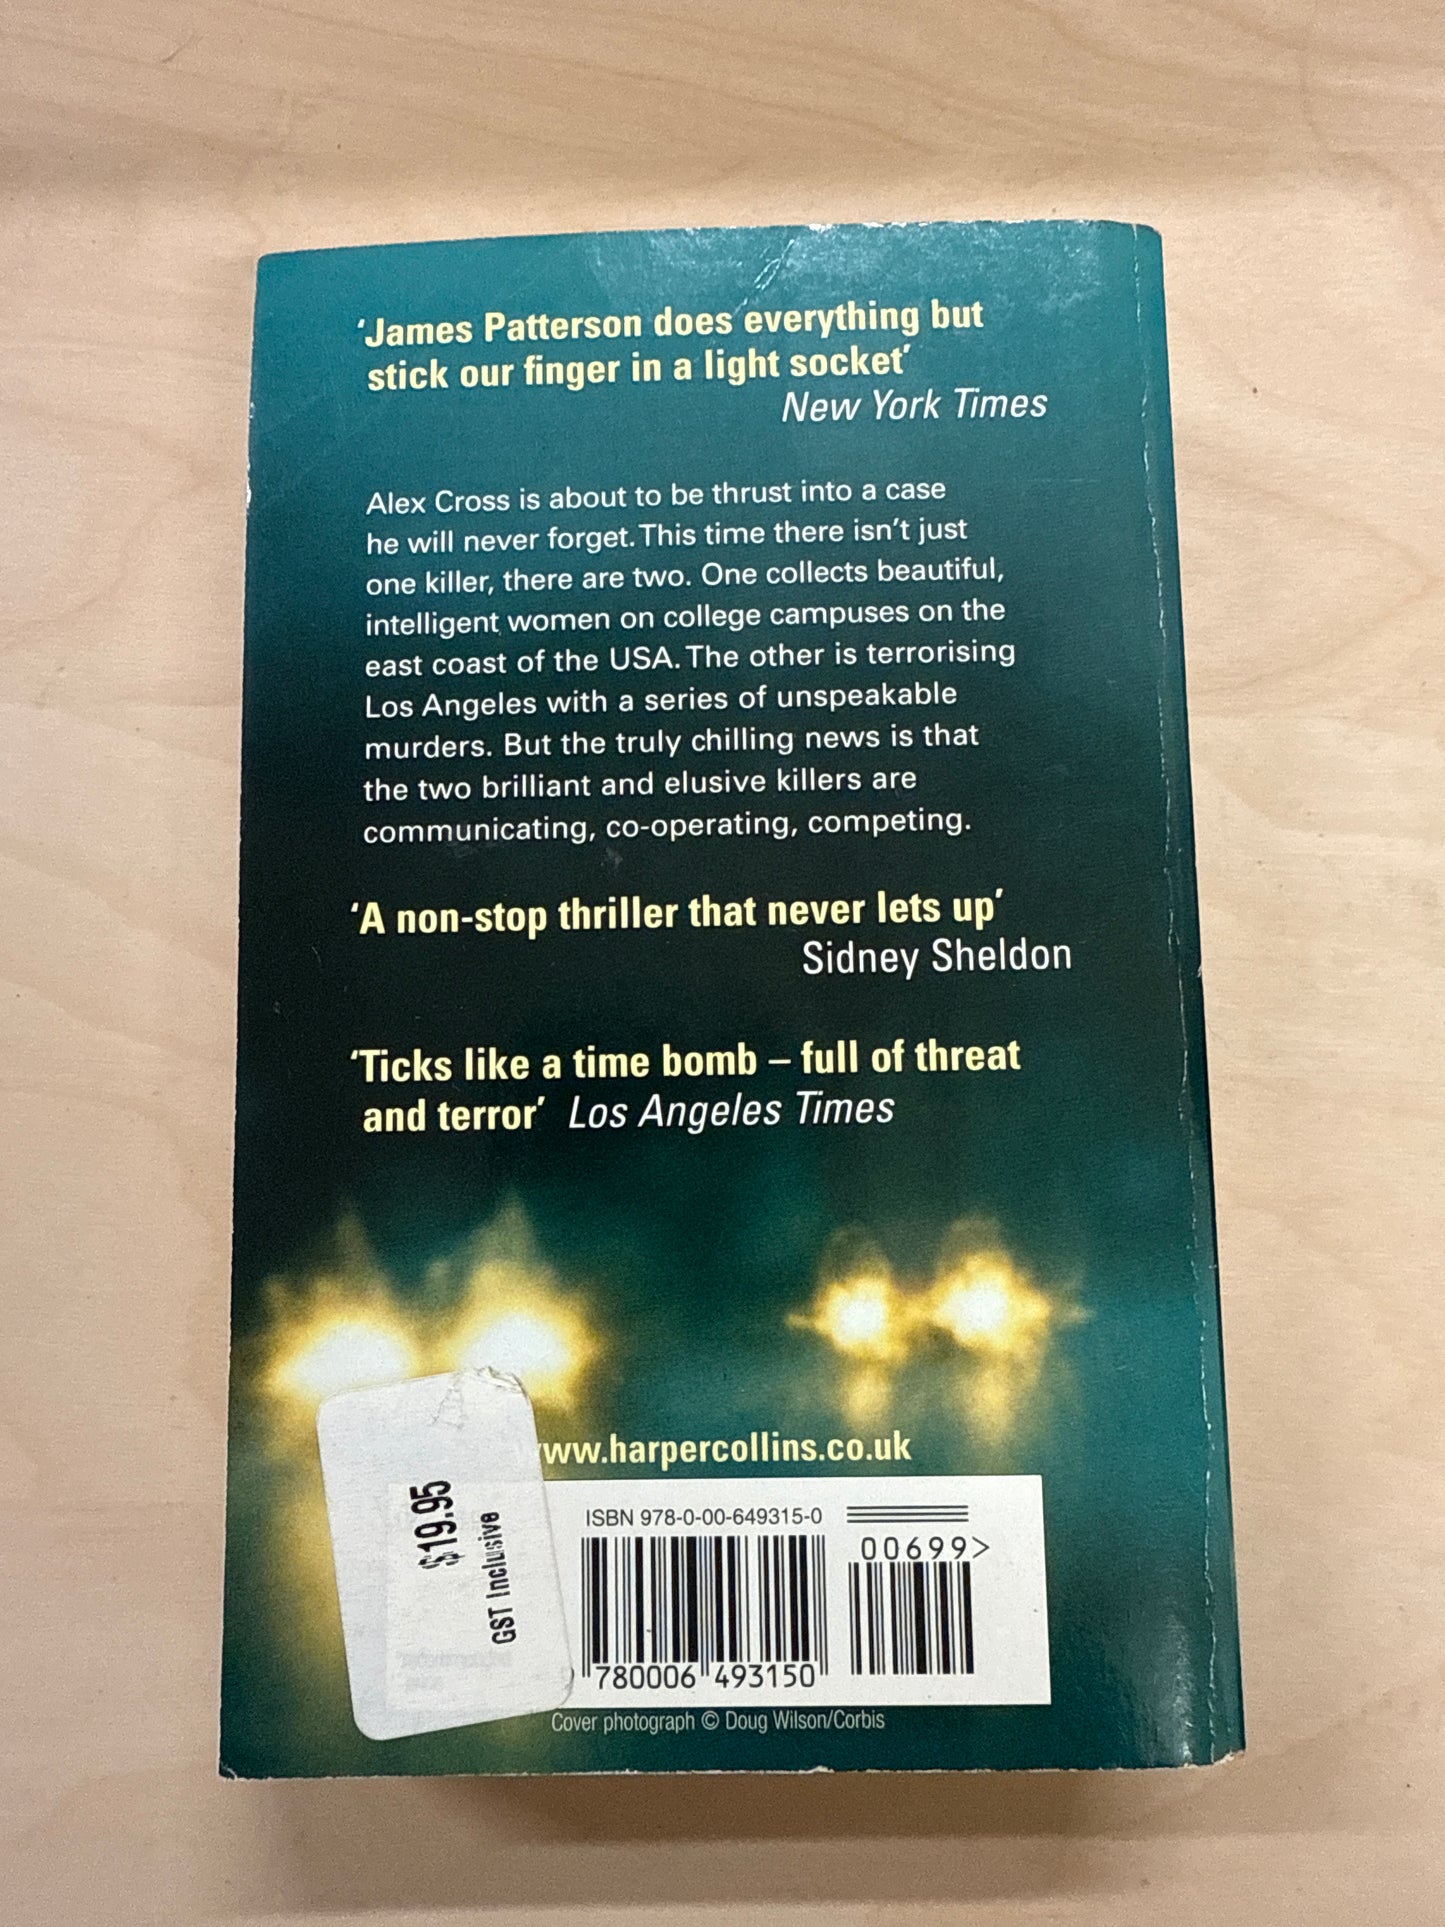 ‘James Patterson does everything but
stick our finger in a light socket’
New York Times
Alex Cross is about to be thrust into a case
he will never forget. This time there isn’t just
one killer, there are two. One collects beautiful,
intelligent women on college campuses on the
east coast of the USA. The other is terrorising
Los Angeles with a series of unspeakable
murders. But the truly chilling news is that
the two brilliant and elusive killers are
communicating, co-operating, competing.
‘A non-stop thriller that never lets up’
Sidney Sheldon
‘Ticks like a time bomb – full of threat
and terror’ Los Angeles Times
ww.harpercollins.co.uk
$19.95
GST Inclusive
ISBN 978-0-00-649315-0
00699>
780006 493150
Cover photograph © Doug Wilson/Corbis